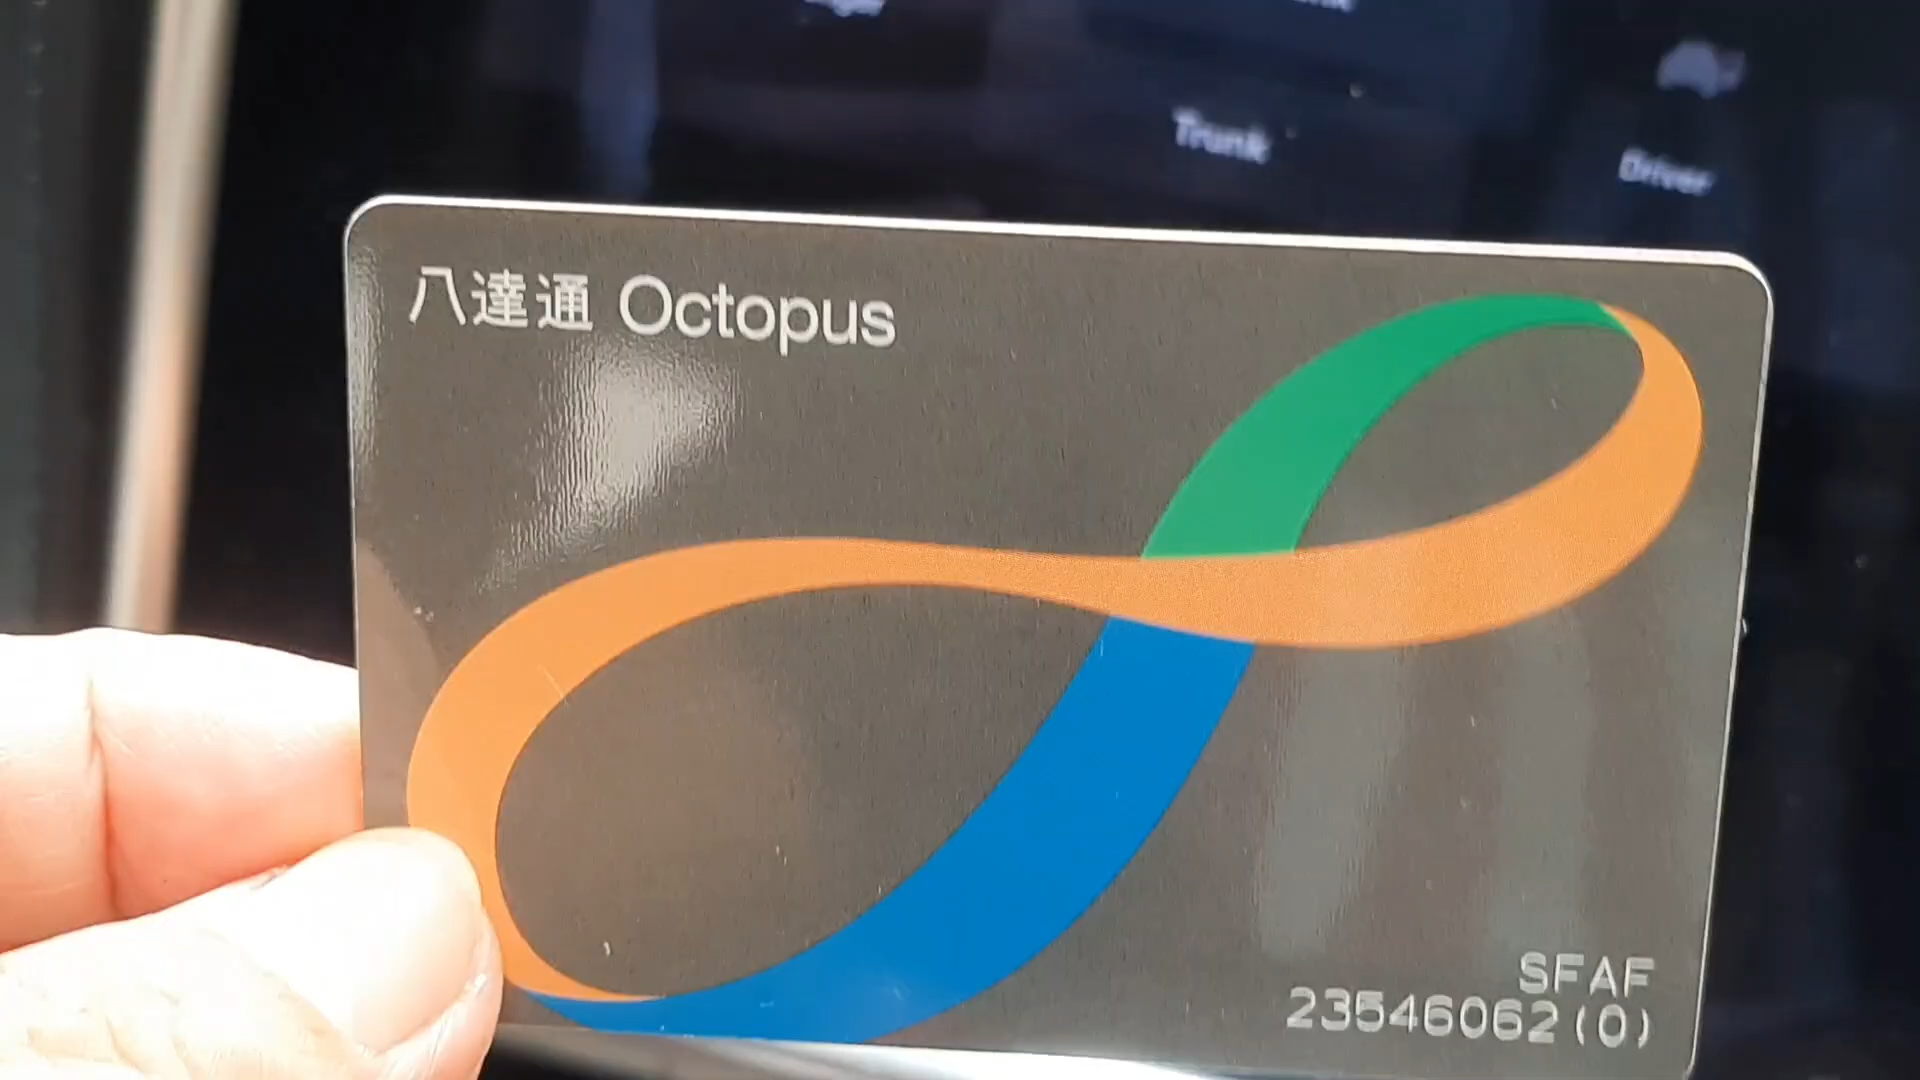 Trunk
Driver
八達通 Octopus
SFAF
23546062(0)